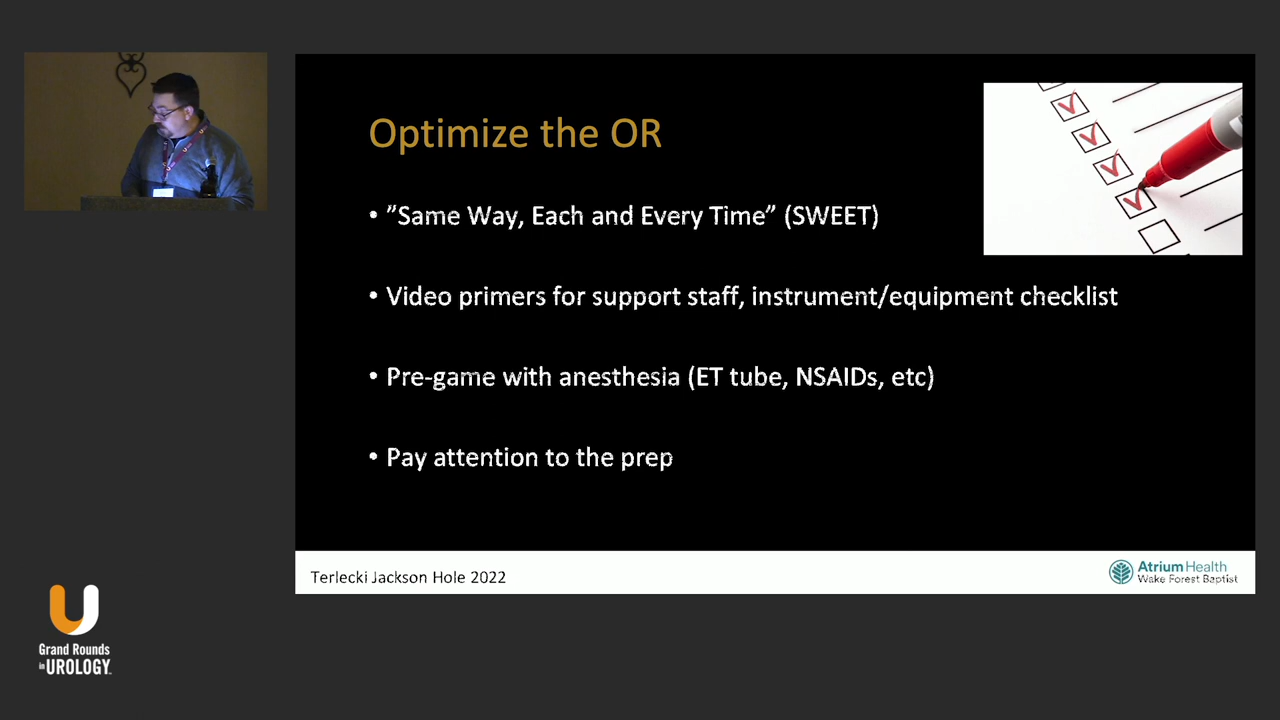 Optimize the OR
• ”Same Way, Each and Every Time” (SWEET)
• Video primers for support staff, instrument/equipment checklist
• Pre-game with anesthesia (ET tube, NSAIDs, etc)
• Pay attention to the prep
Terlecki Jackson Hole 2022
AtriumHealth
Wake Forest Baptist
Grand Rounds
in UROLOGY